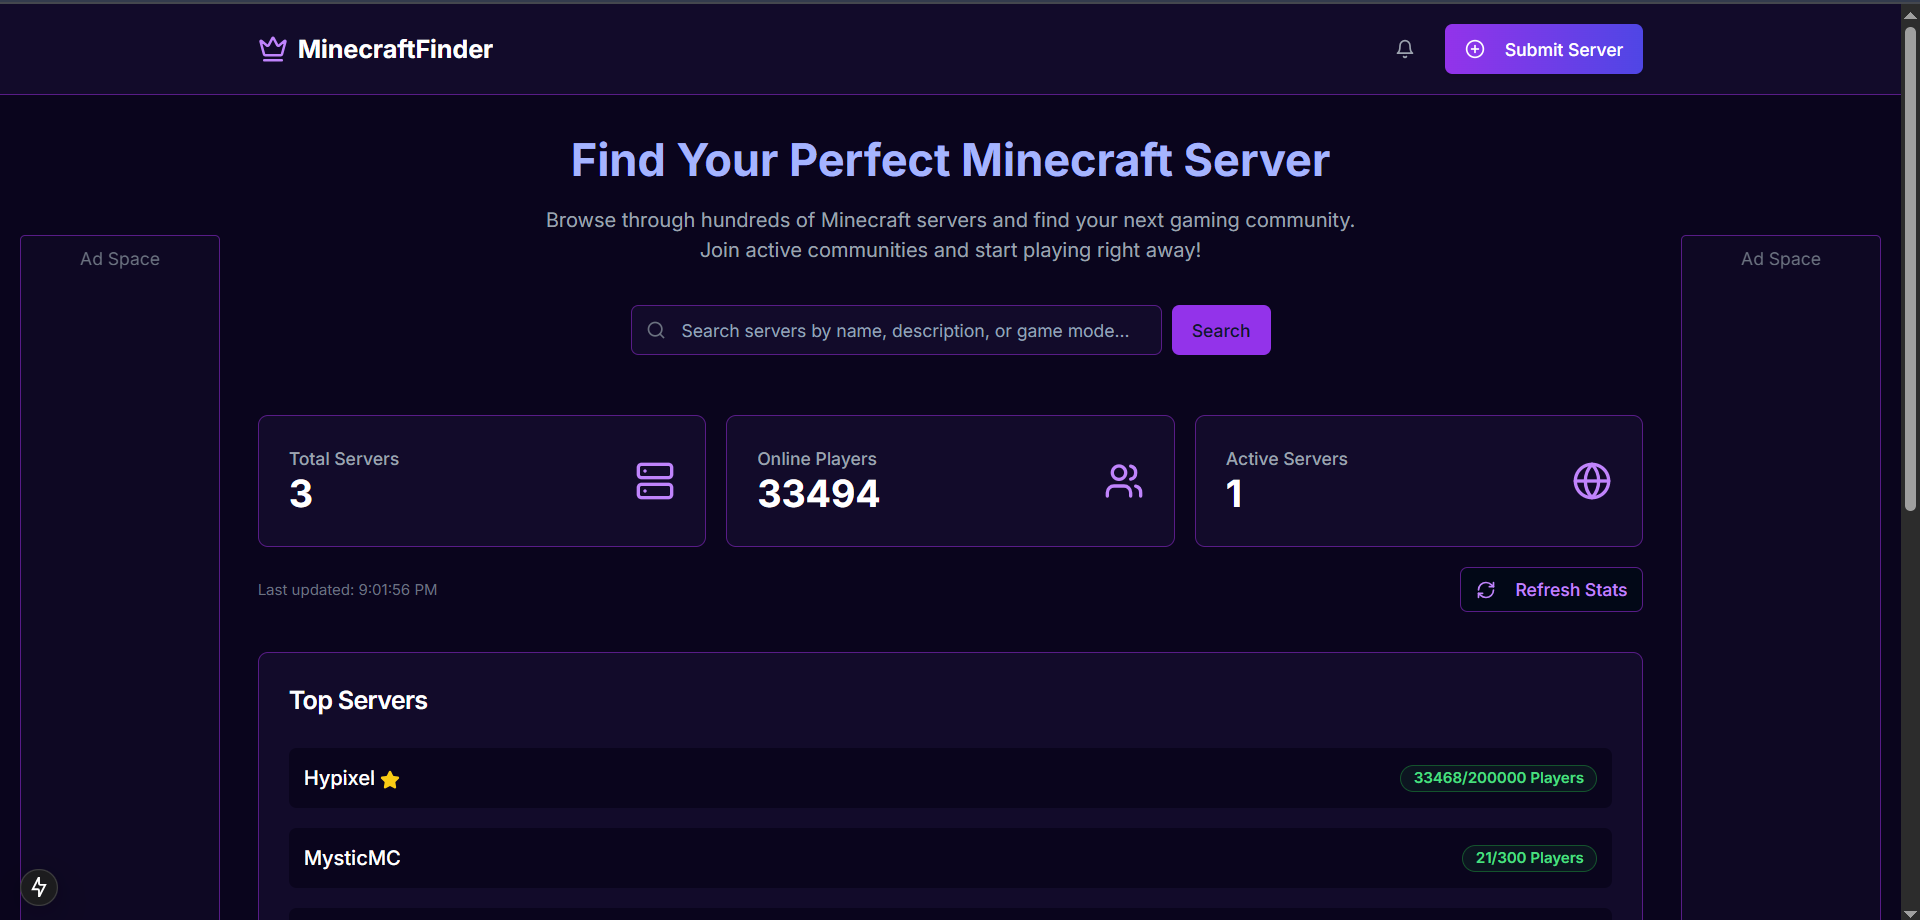 MinecraftFinder
Submit Server
Find Your Perfect Minecraft Server
Browse through hundreds of Minecraft servers and find your next gaming community.
Join active communities and start playing right away!
Ad Space
Ad Space
Search servers by name, description, or game mode...
Search
Total Servers
3
Online Players
33494
Active Servers
1
Last updated: 9:01:56 PM
Refresh Stats
Top Servers
Hypixel
33468/200000 Players
MysticMC
21/300 Players